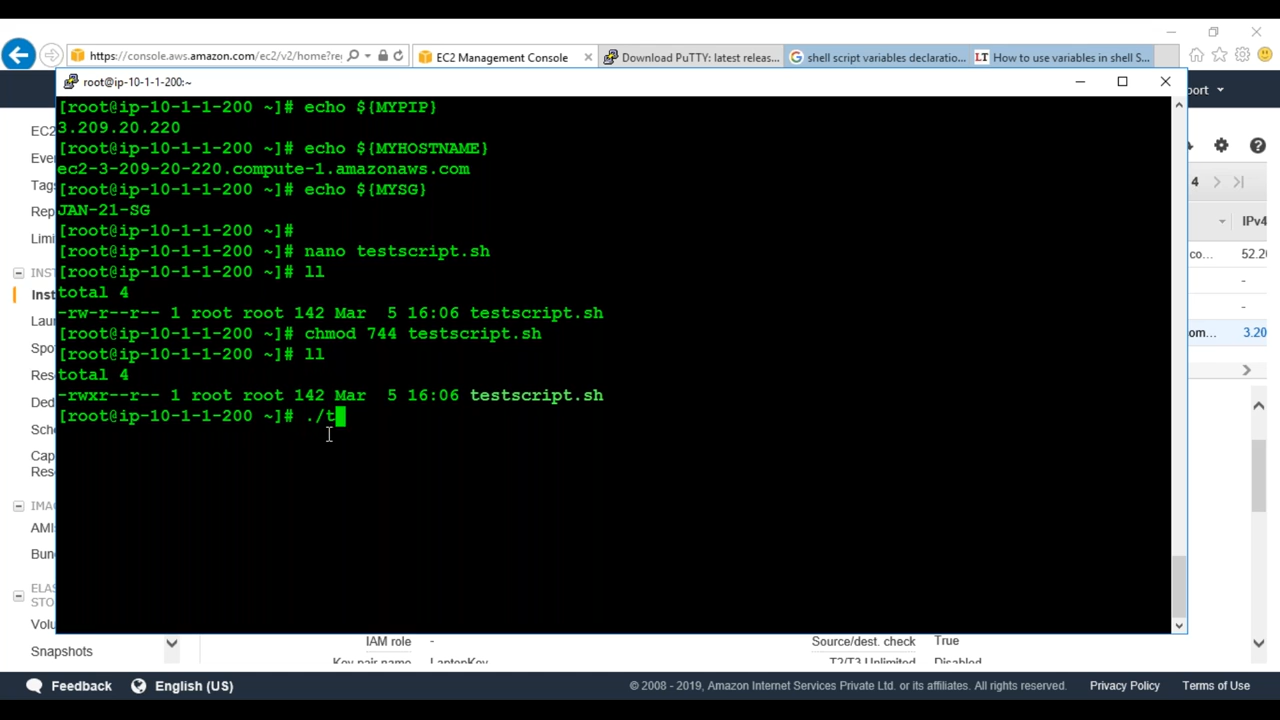 https://console.aws.amazon.com/ec2/v2/home?re
EC2 Management Console
Download PuTTY: latest releas...
shell script variables declaratio...
LT How to use variables in shell S...
root@ip-10-1-1-200:~
port
[root@ip-10-1-1-200 ~]# echo ${MYPIP}
3.209.20.220
[root@ip-10-1-1-200 ~]# echo ${MYHOSTNAME}
ec2-3-209-20-220.compute-1.amazonaws.com
[root@ip-10-1-1-200 ~]# echo ${MYSG}
JAN-21-SG
[root@ip-10-1-1-200 ~]#
[root@ip-10-1-1-200 ~]# nano testscript.sh
[root@ip-10-1-1-200 ~]# ll
total 4
-rw-r--r-- 1 root root 142 Mar  5 16:06 testscript.sh
[root@ip-10-1-1-200 ~]# chmod 744 testscript.sh
[root@ip-10-1-1-200 ~]# ll
total 4
-rwxr--r-- 1 root root 142 Mar  5 16:06 testscript.sh
[root@ip-10-1-1-200 ~]# ./t
EC2
Eve
Tags
Rep
Limi
INS
Inst
Lau
Spo
Res
Ded
Sch
Cap
Res
IMA
AMI
Bun
ELAS
STO
Volu
Snapshots
4
IPv4
co...
52.20
-
-
om...
3.20
IAM role
-
Source/dest. check
True
Key pair name
LaptopKey
T2/T3 Unlimited
Disabled
Feedback
English (US)
© 2008 - 2019, Amazon Internet Services Private Ltd. or its affiliates. All rights reserved.
Privacy Policy
Terms of Use